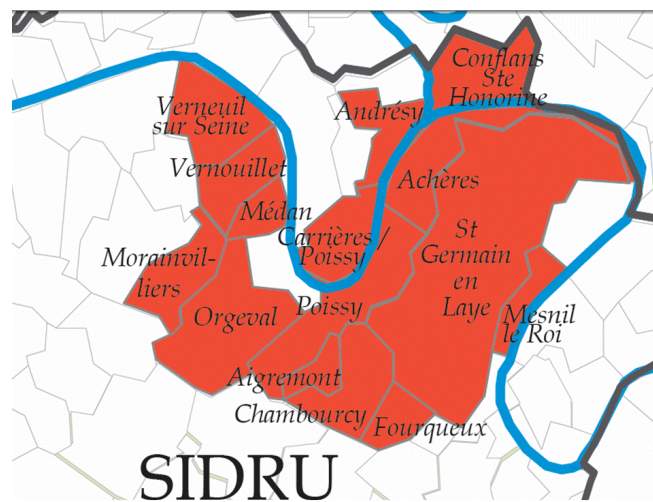 Conflans
Ste
Honorine
Verneuil
sur Seine
Andrésy
Vernouillet
Achères
Médan
Carrières /
Poissy
St
Germain
en
Laye
Morainvil-
liers
Orgeval
Poissy
Mesnil
le Roi
Aigremont
Chambourcy
Fourqueux
SIDRU